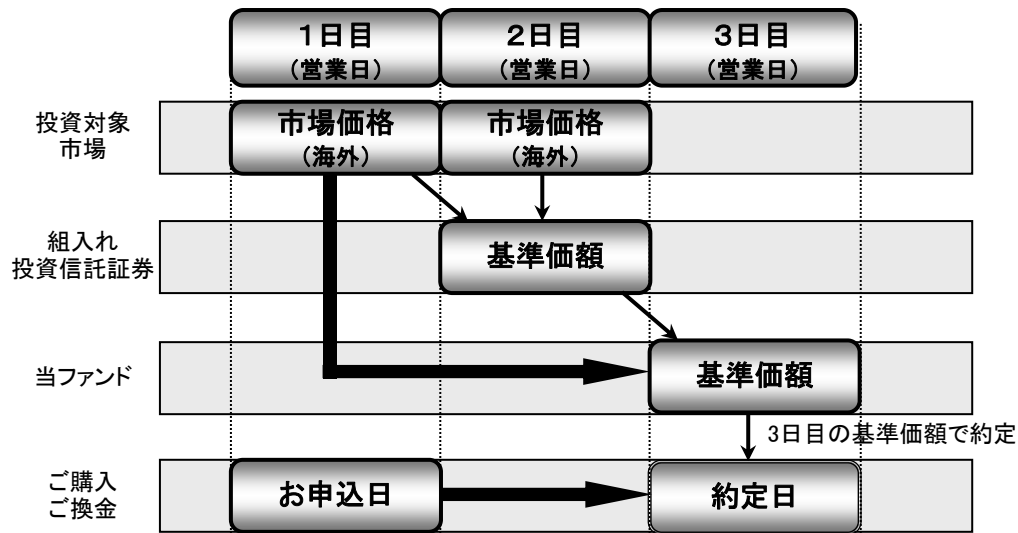 1日目
（営業日）
2日目
（営業日）
3日目
（営業日）
投資対象
市場
市場価格
（海外）
市場価格
（海外）
組入れ
投資信託証券
基準価額
当ファンド
基準価額
3日目の基準価額で約定
ご購入
ご換金
お申込日
約定日